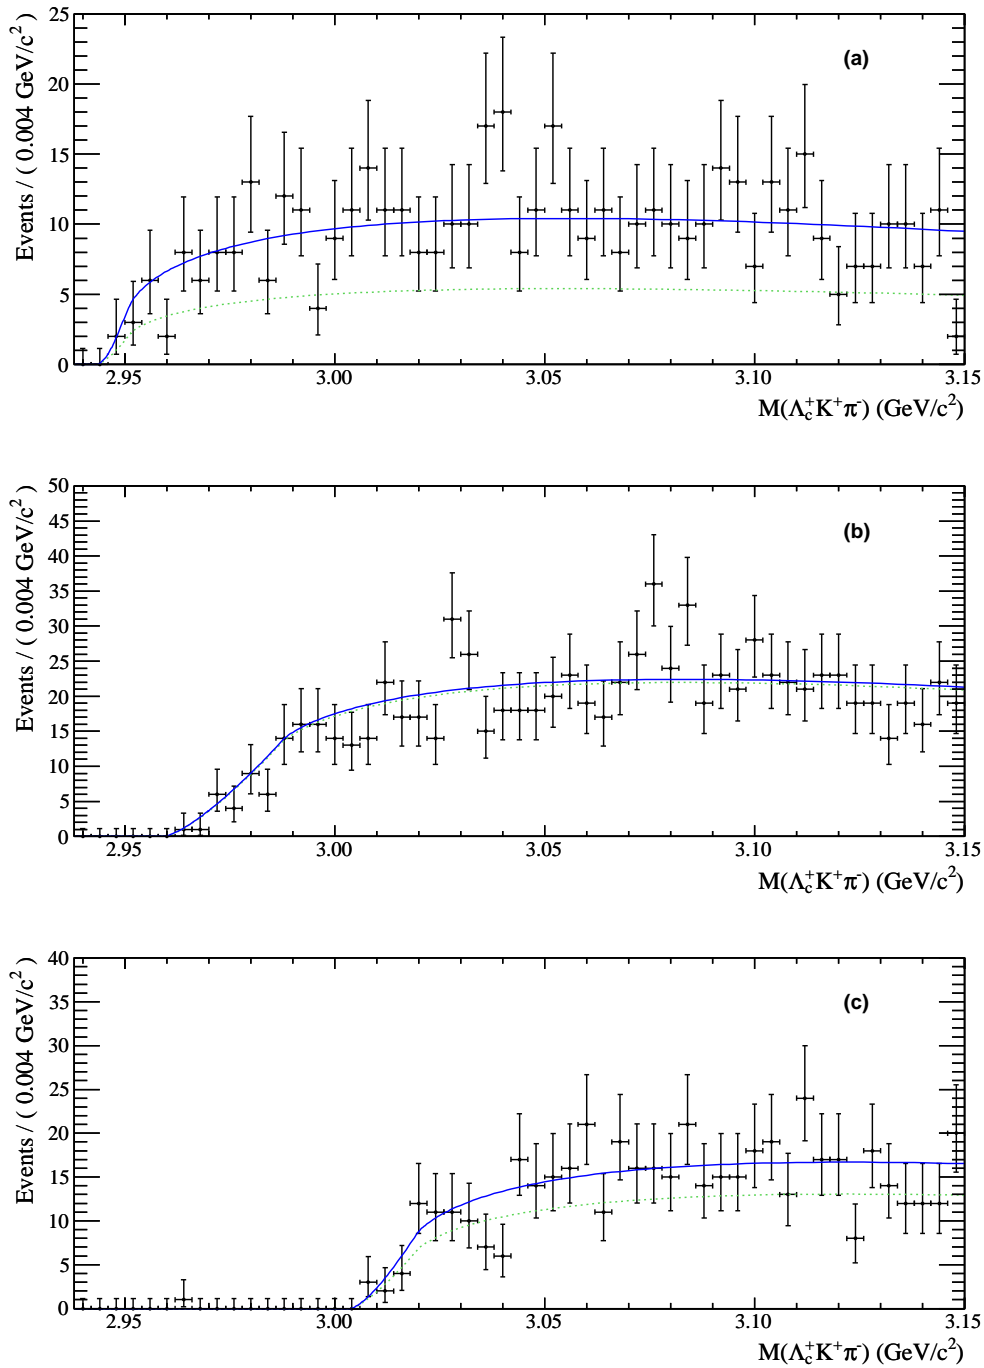 Events / ( 0.004 GeV/c² )
25
20
15
10
5
0
(a)
2.95 3.00 3.05 3.10 3.15
M(Λc⁺K⁺π⁻) (GeV/c²)
Events / ( 0.004 GeV/c² )
50
45
40
35
30
25
20
15
10
5
0
(b)
2.95 3.00 3.05 3.10 3.15
M(Λc⁺K⁺π⁻) (GeV/c²)
Events / ( 0.004 GeV/c² )
40
35
30
25
20
15
10
5
0
(c)
2.95 3.00 3.05 3.10 3.15
M(Λc⁺K⁺π⁻) (GeV/c²)